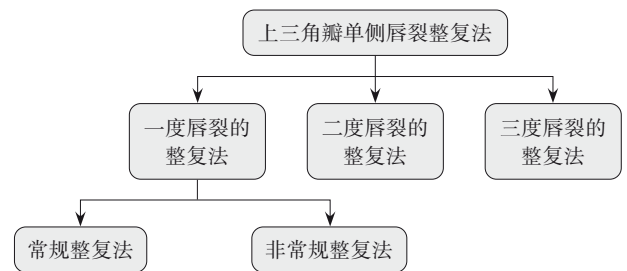 上三角瓣单侧唇裂整复法
一度唇裂的
整复法
二度唇裂的
整复法
三度唇裂的
整复法
常规整复法
非常规整复法